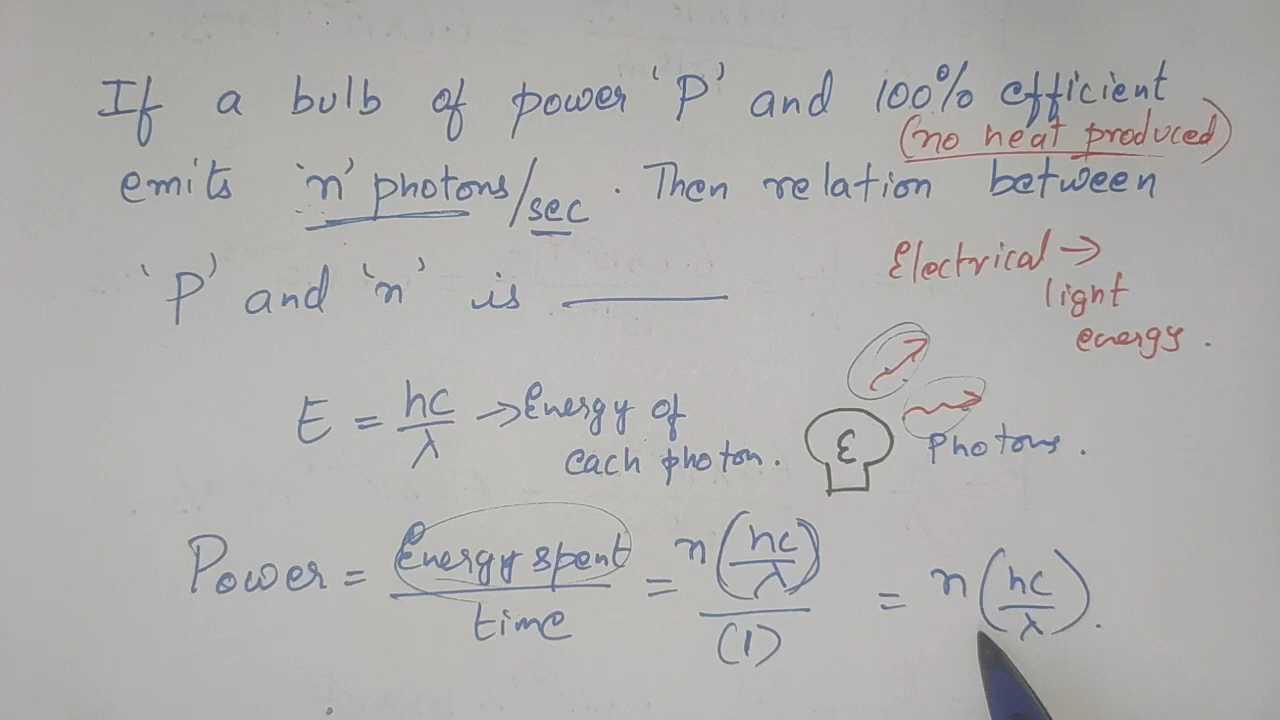 If a bulb of power 'P' and 100% efficient
(no heat produced)
emits 'n' photons/sec. Then relation between
'P' and 'n' is ______
Electrical →
light
energy.
E = hc/λ → Energy of
each photon.
ε
Photons.
Power = Energy spent/time = n(hc/λ)/(1) = n(hc/λ).